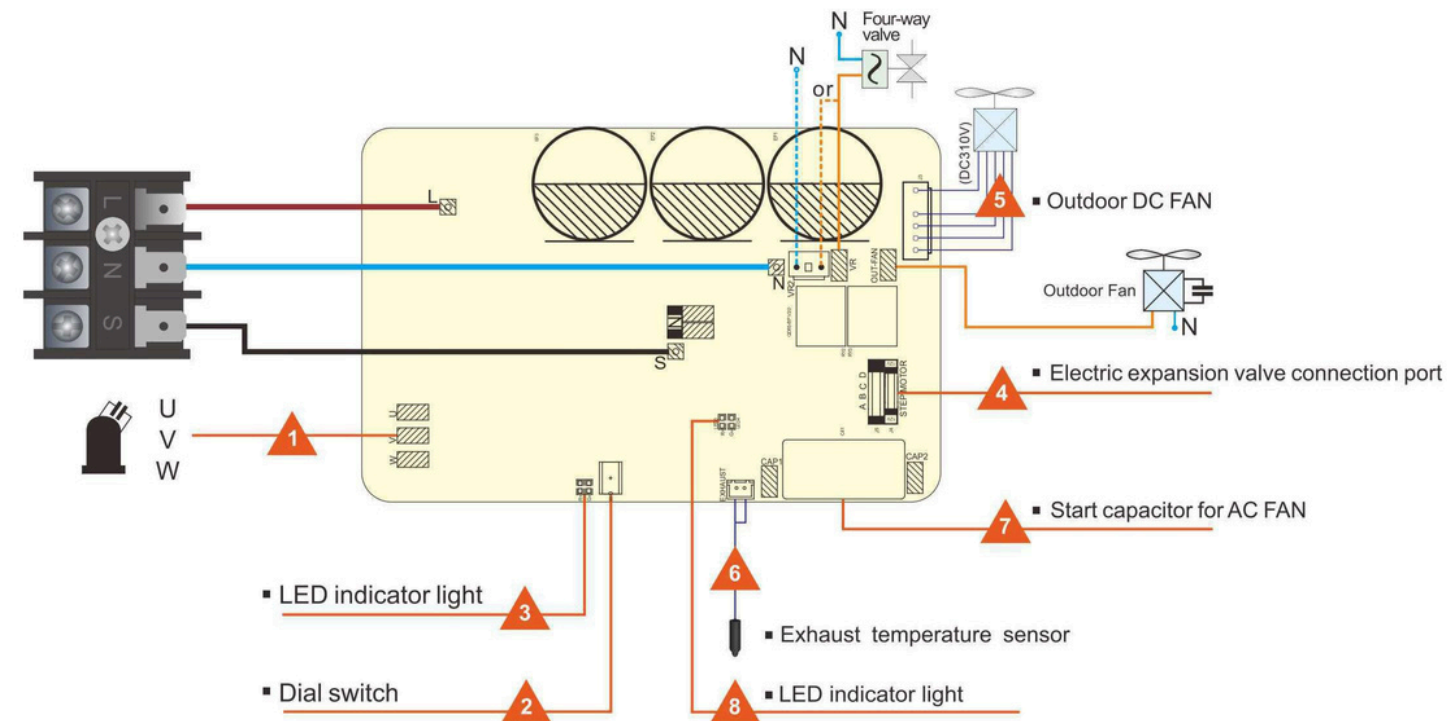 N
Four-way
valve
N
or
(DC310V)
5
▪ Outdoor DC FAN
L
L
N
N
VR2
VR
OUT-FAN
Outdoor Fan
N
S
S
▪ Electric expansion valve connection port
4
A B C D
STEPMOTOR
U
V
W
1
U
V
W
EXHAUST
CAP1
CAP2
▪ Start capacitor for AC FAN
7
6
▪ LED indicator light
3
▪ Exhaust temperature sensor
▪ Dial switch
2
8
▪ LED indicator light